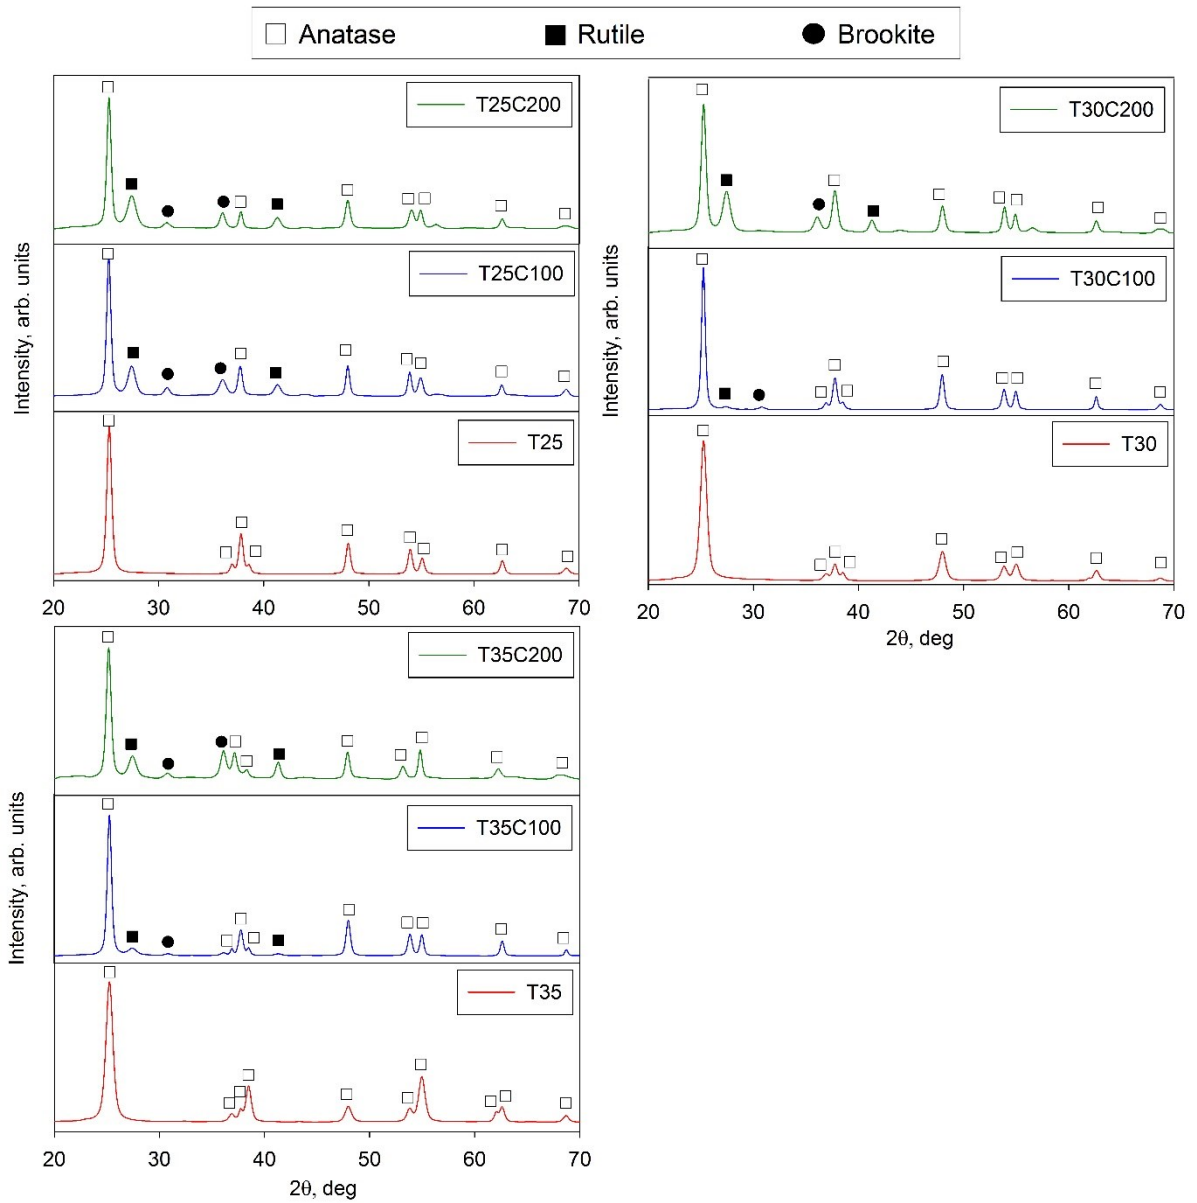 Anatase Rutile Brookite
T25C200
T25C100
T25
Intensity, arb. units
20 30 40 50 60 70
T30C200
T30C100
T30
Intensity, arb. units
20 30 40 50 60 70
2θ, deg
T35C200
T35C100
T35
Intensity, arb. units
20 30 40 50 60 70
2θ, deg